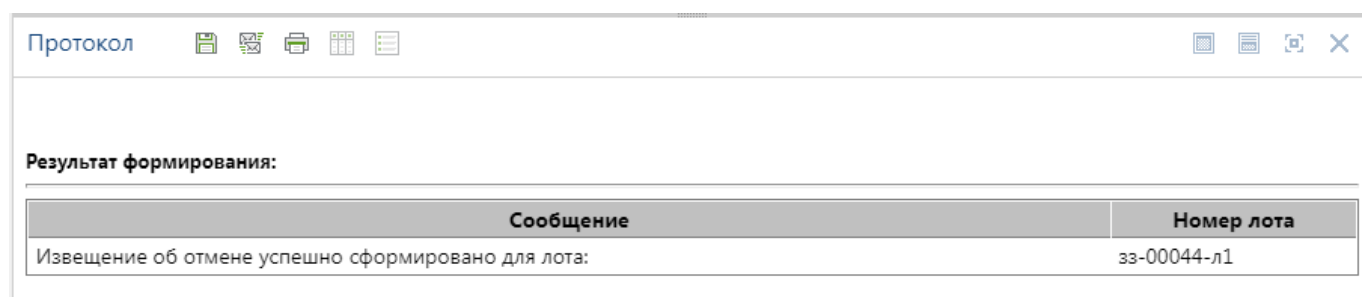 Протокол
Результат формирования:
Сообщение Номер лота
Извещение об отмене успешно сформировано для лота: зз-00044-л1